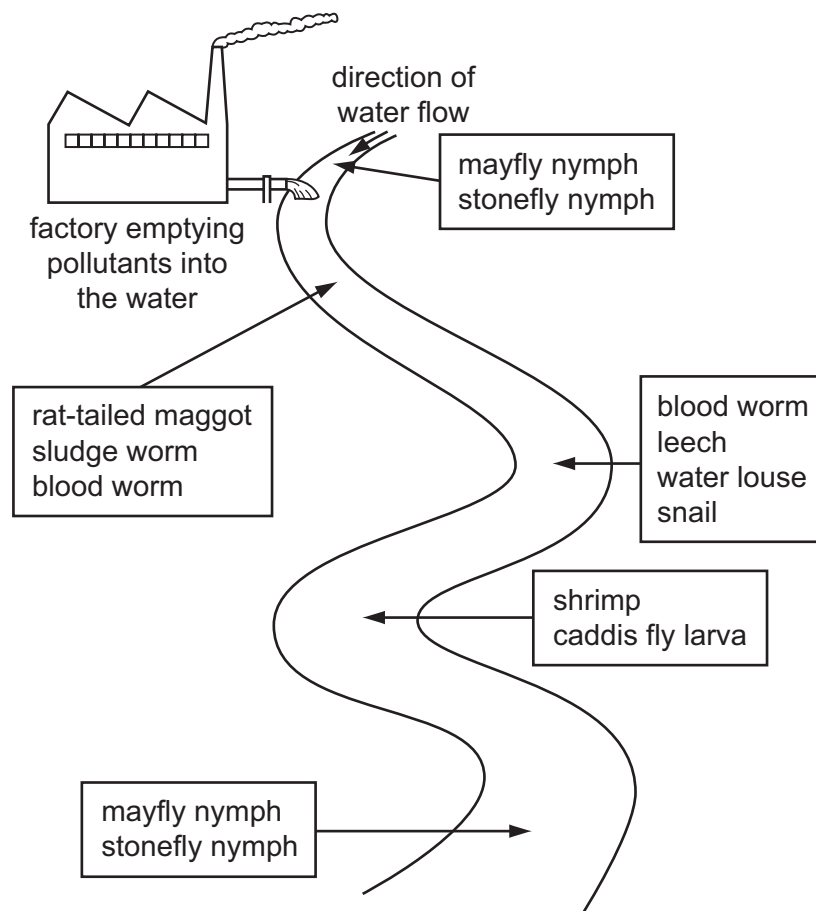 direction of
water flow
mayfly nymph
stonefly nymph
factory emptying
pollutants into
the water
rat-tailed maggot
sludge worm
blood worm
blood worm
leech
water louse
snail
shrimp
caddis fly larva
mayfly nymph
stonefly nymph